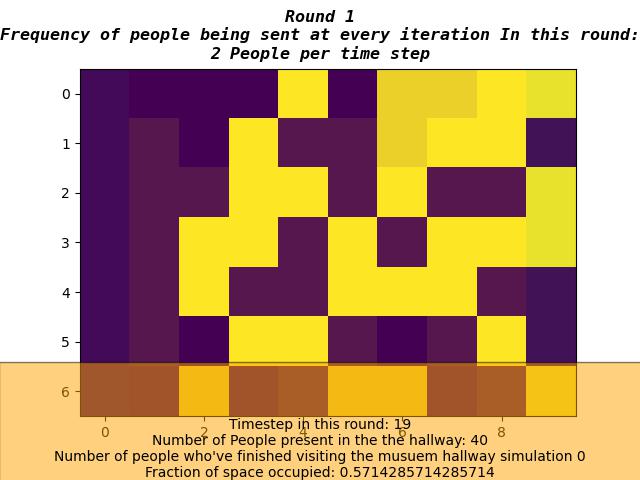 Round 1
Frequency of people being sent at every iteration In this round:
2 People per time step
0
1
2
3
4
5
6
0 2 4 6 8
Timestep in this round: 19
Number of People present in the the hallway: 40
Number of people who've finished visiting the musuem hallway simulation 0
Fraction of space occupied: 0.5714285714285714